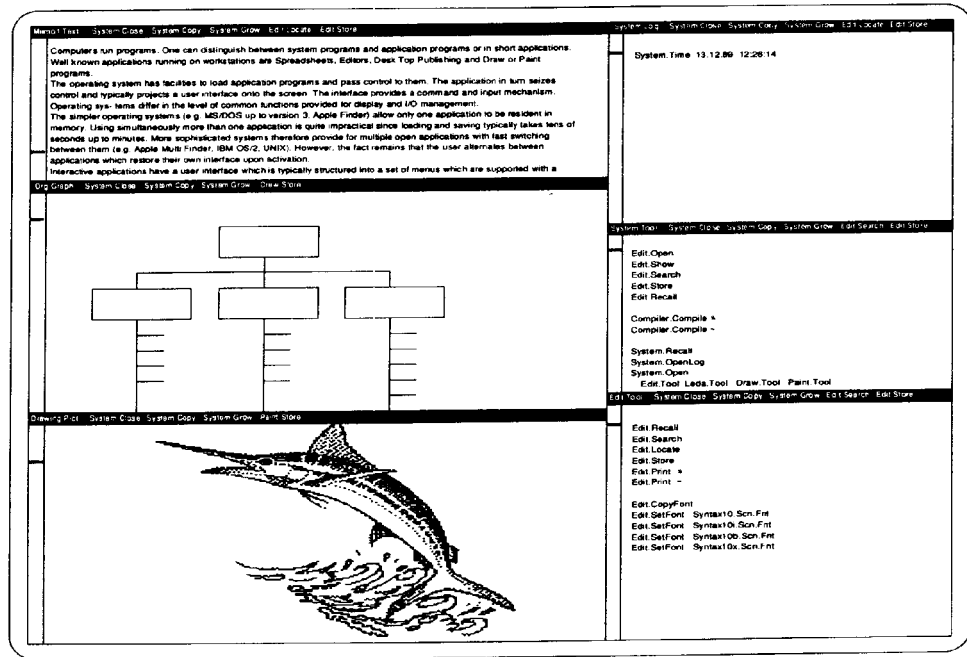 Memo1.Text System.Close System.Copy System.Grow Edit.Locate Edit.Store
Computers run programs. One can distinguish between system programs and application programs or in short applications.
Well known applications running on workstations are Spreadsheets, Editors, Desk Top Publishing and Draw or Paint
programs.
The operating system has facilities to load application programs and pass control to them. The application in turn seizes
control and typically projects a user interface onto the screen. The interface provides a command and input mechanism.
Operating sys- tems differ in the level of common functions provided for display and I/O management.
The simpler operating systems (e.g. MS/DOS up to version 3, Apple Finder) allow only one application to be resident in
memory. Using simultaneously more than one application is quite impractical since loading and saving typically takes tens of
seconds up to minutes. More sophisticated systems therefore provide for multiple open applications with fast switching
between them (e.g. Apple Multi Finder, IBM OS/2, UNIX). However, the fact remains that the user alternates between
applications which restore their own interface upon activation.
Interactive applications have a user interface which is typically structured into a set of menus which are supported with a
Org.Graph System.Close System.Copy System.Grow Draw.Store
Drawing.Pict System.Close System.Copy System.Grow Paint.Store
System.Log System.Close System.Copy System.Grow Edit.Locate Edit.Store
System.Time 13.12.89 12:26:14
System.Tool System.Close System.Copy System.Grow Edit.Search Edit.Store
Edit.Open
Edit.Show
Edit.Search
Edit.Store
Edit.Recall
Compiler.Compile *
Compiler.Compile ~
System.Recall
System.OpenLog
System.Open
Edit.Tool Leda.Tool Draw.Tool Paint.Tool
Edit.Tool System.Close System.Copy System.Grow Edit.Search Edit.Store
Edit.Recall
Edit.Search
Edit.Locate
Edit.Store
Edit.Print *
Edit.Print ~
Edit.CopyFont
Edit.SetFont Syntax10.Scn.Fnt
Edit.SetFont Syntax10i.Scn.Fnt
Edit.SetFont Syntax10b.Scn.Fnt
Edit.SetFont Syntax10x.Scn.Fnt